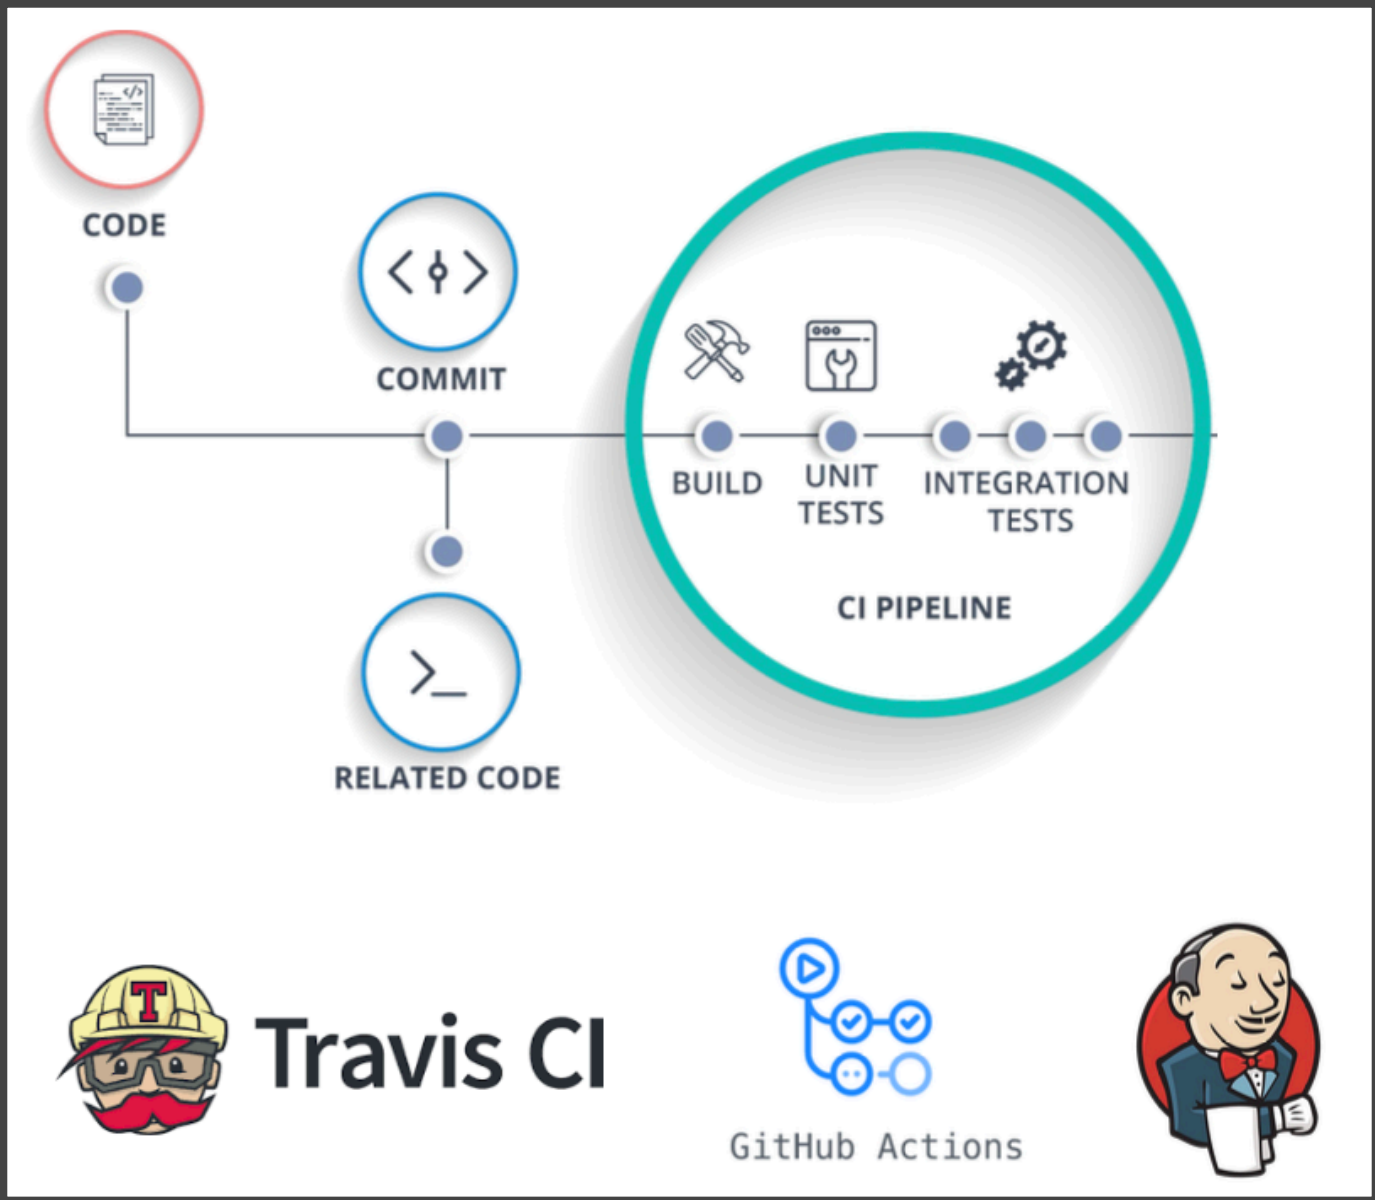 CODE
COMMIT
BUILD
UNIT
TESTS
INTEGRATION
TESTS
CI PIPELINE
RELATED CODE
T
Travis CI
GitHub Actions